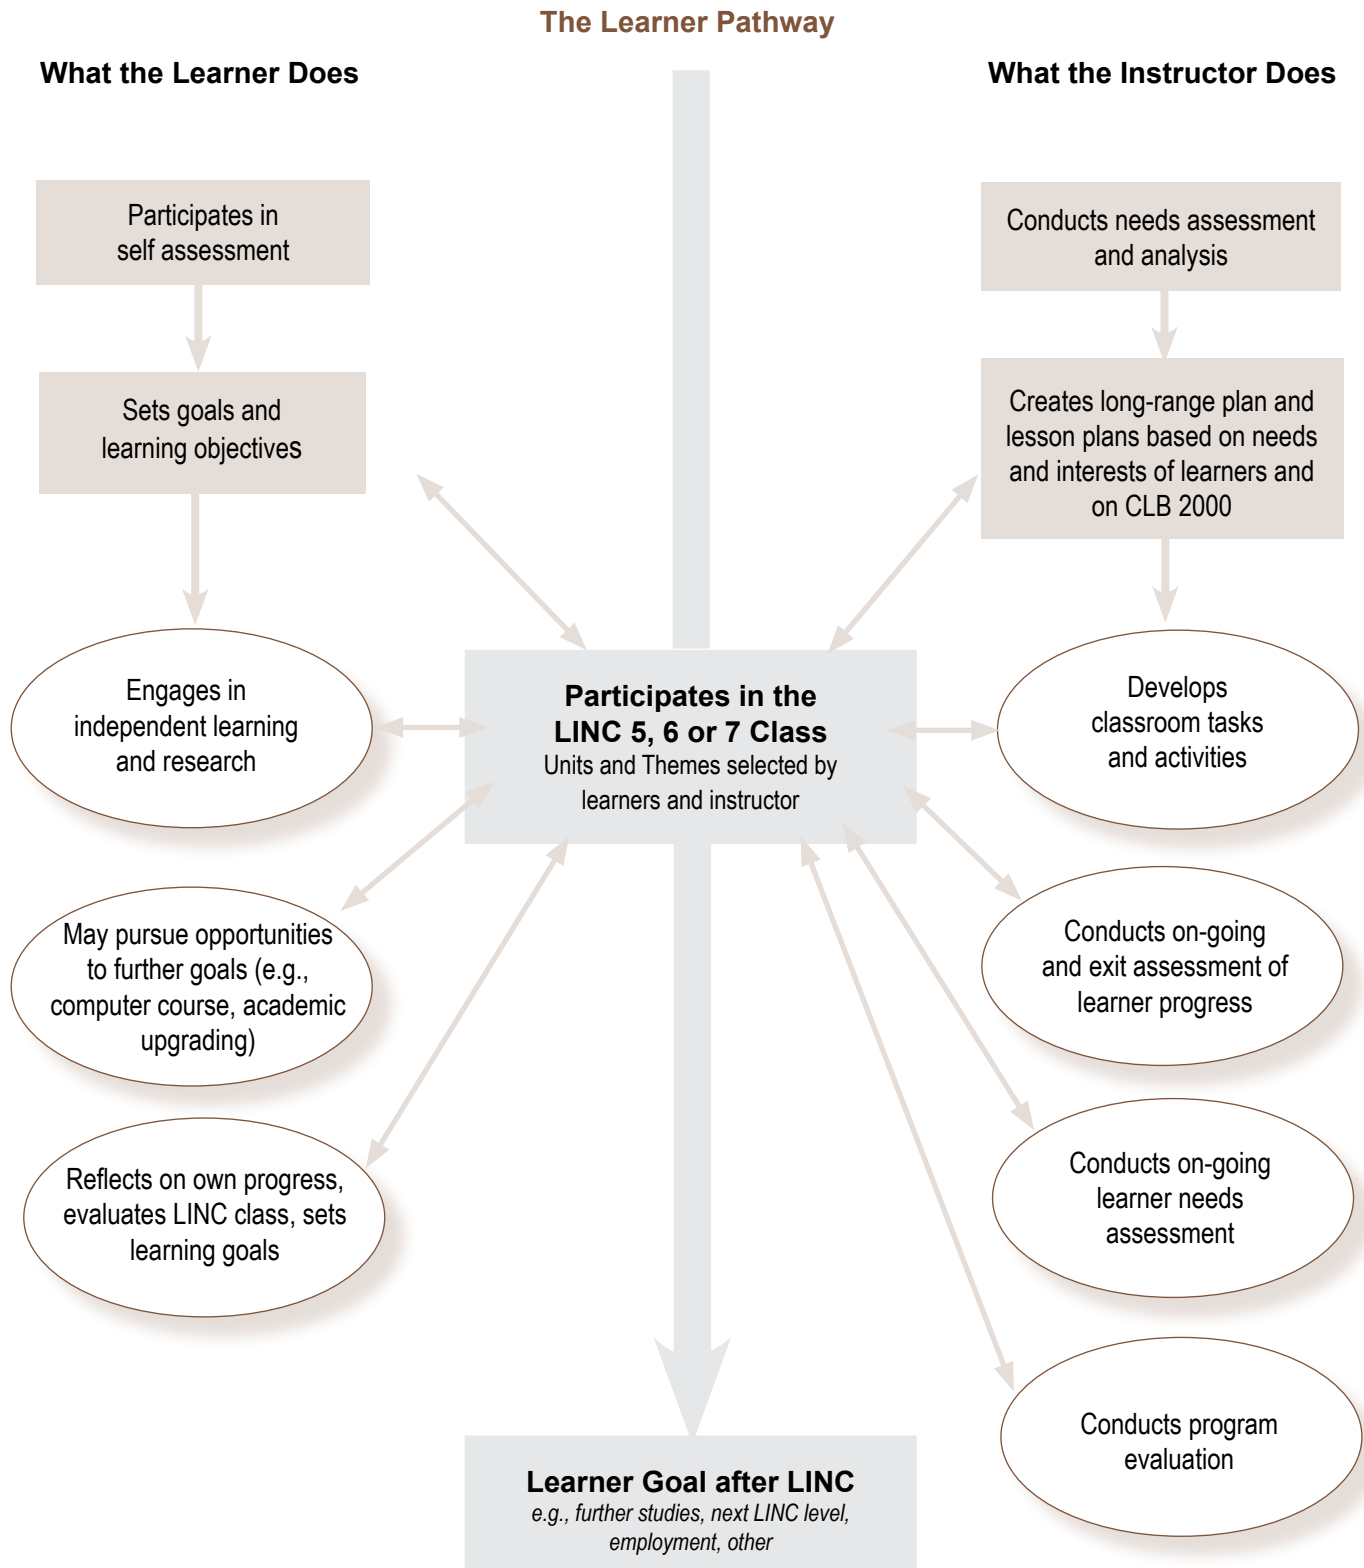 The Learner Pathway
What the Learner Does
What the Instructor Does
Participates in
self assessment
Conducts needs assessment
and analysis
Sets goals and
learning objectives
Creates long-range plan and
lesson plans based on needs
and interests of learners and
on CLB 2000
Engages in
independent learning
and research
Participates in the
LINC 5, 6 or 7 Class
Units and Themes selected by
learners and instructor
Develops
classroom tasks
and activities
May pursue opportunities
to further goals (e.g.,
computer course, academic
upgrading)
Conducts on-going
and exit assessment of
learner progress
Reflects on own progress,
evaluates LINC class, sets
learning goals
Conducts on-going
learner needs
assessment
Conducts program
evaluation
Learner Goal after LINC
e.g., further studies, next LINC level,
employment, other